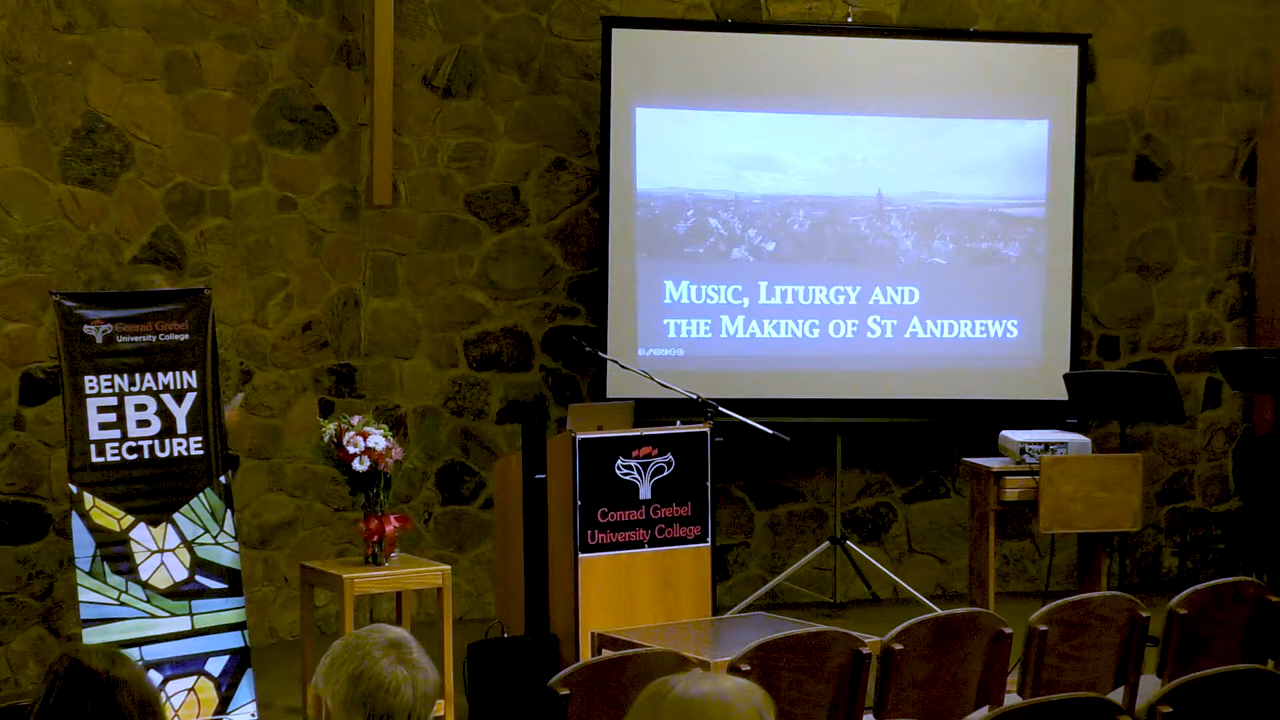 Conrad Grebel
University College
BENJAMIN
EBY
LECTURE
MUSIC, LITURGY AND
THE MAKING OF ST ANDREWS
Conrad Grebel
University College